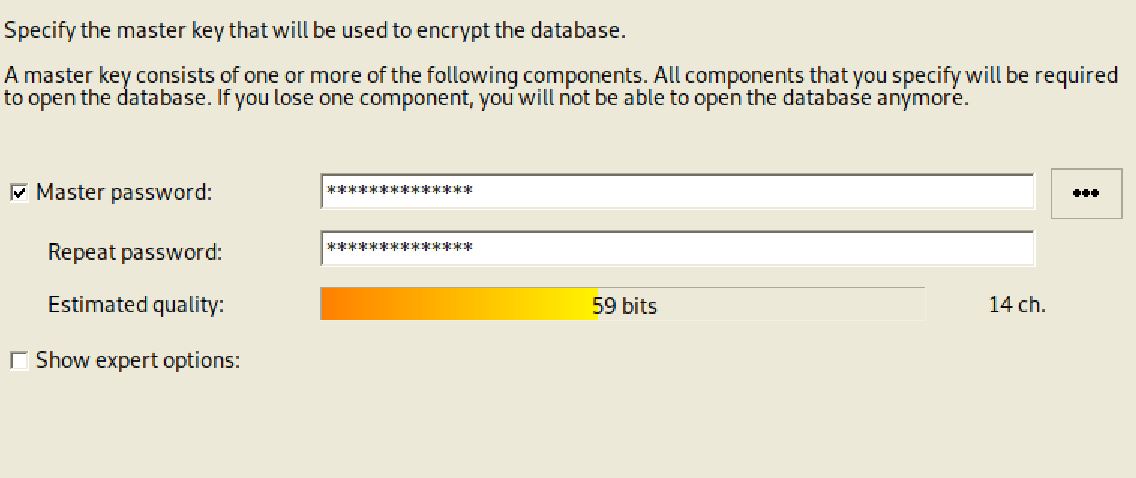 Specify the master key that will be used to encrypt the database.
A master key consists of one or more of the following components. All components that you specify will be required
to open the database. If you lose one component, you will not be able to open the database anymore.
Master password: ************** •••
Repeat password: **************
Estimated quality: 59 bits 14 ch.
Show expert options: